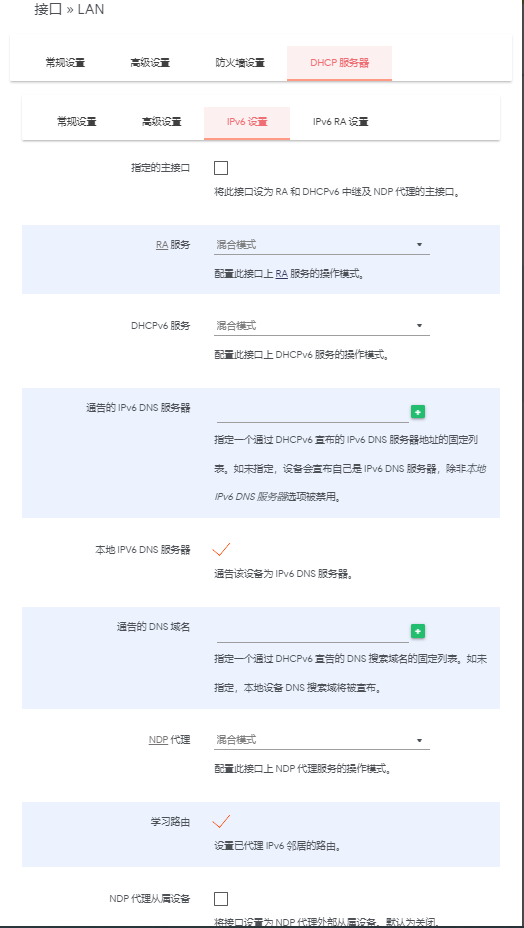 接口 » LAN
常规设置 高级设置 防火墙设置 DHCP 服务器
常规设置 高级设置 IPv6 设置 IPv6 RA 设置
指定的主接口
将此接口设为 RA 和 DHCPv6 中继及 NDP 代理的主接口。
RA 服务 混合模式
配置此接口上 RA 服务的操作模式。
DHCPv6 服务 混合模式
配置此接口上 DHCPv6 服务的操作模式。
通告的 IPv6 DNS 服务器
指定一个通过 DHCPv6 宣布的 IPv6 DNS 服务器地址的固定列
表。如未指定，设备会宣布自己是 IPv6 DNS 服务器，除非本地
IPv6 DNS 服务器选项被禁用。
本地 IPV6 DNS 服务器
通告该设备为 IPv6 DNS 服务器。
通告的 DNS 域名
指定一个通过 DHCPv6 宣告的 DNS 搜索域名的固定列表。如未
指定，本地设备 DNS 搜索域将被宣布。
NDP 代理 混合模式
配置此接口上 NDP 代理服务的操作模式。
学习路由
设置已代理 IPv6 邻居的路由。
NDP 代理从属设备
将接口设置为 NDP 代理外部从属设备。默认为关闭。